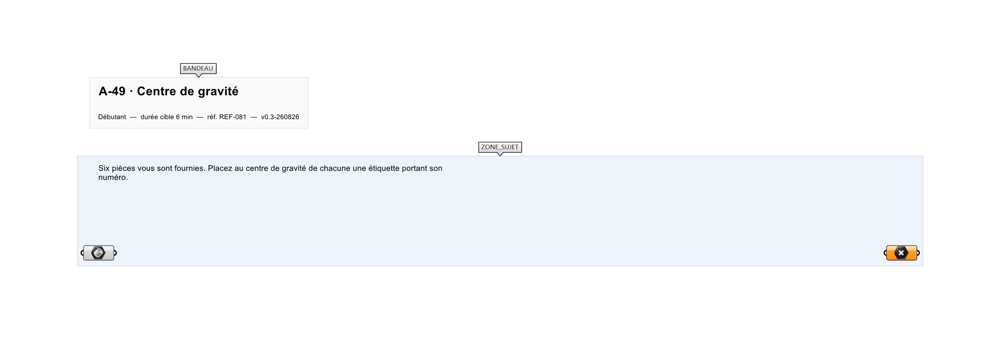 BANDEAU
A-49 · Centre de gravité
Débutant — durée cible 6 min — réf. REF-081 — v0.3-260826
ZONE_SUJET
Six pièces vous sont fournies. Placez au centre de gravité de chacune une étiquette portant son
numéro.